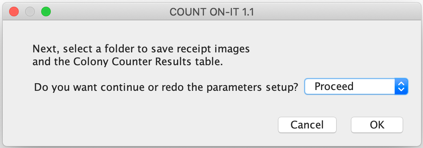 COUNT ON-IT 1.1
Next, select a folder to save receipt images
and the Colony Counter Results table.
Do you want continue or redo the parameters setup? Proceed
Cancel OK